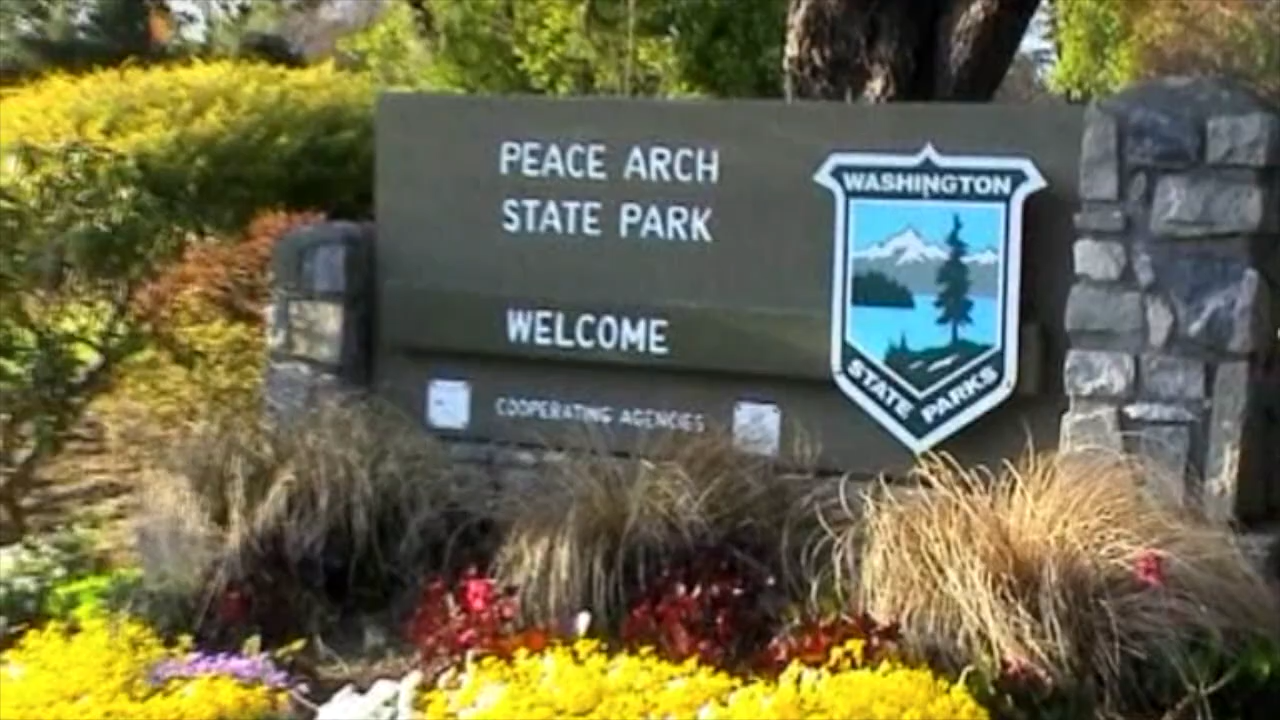 PEACE ARCH
STATE PARK
WELCOME
COOPERATING AGENCIES
WASHINGTON
STATE PARKS